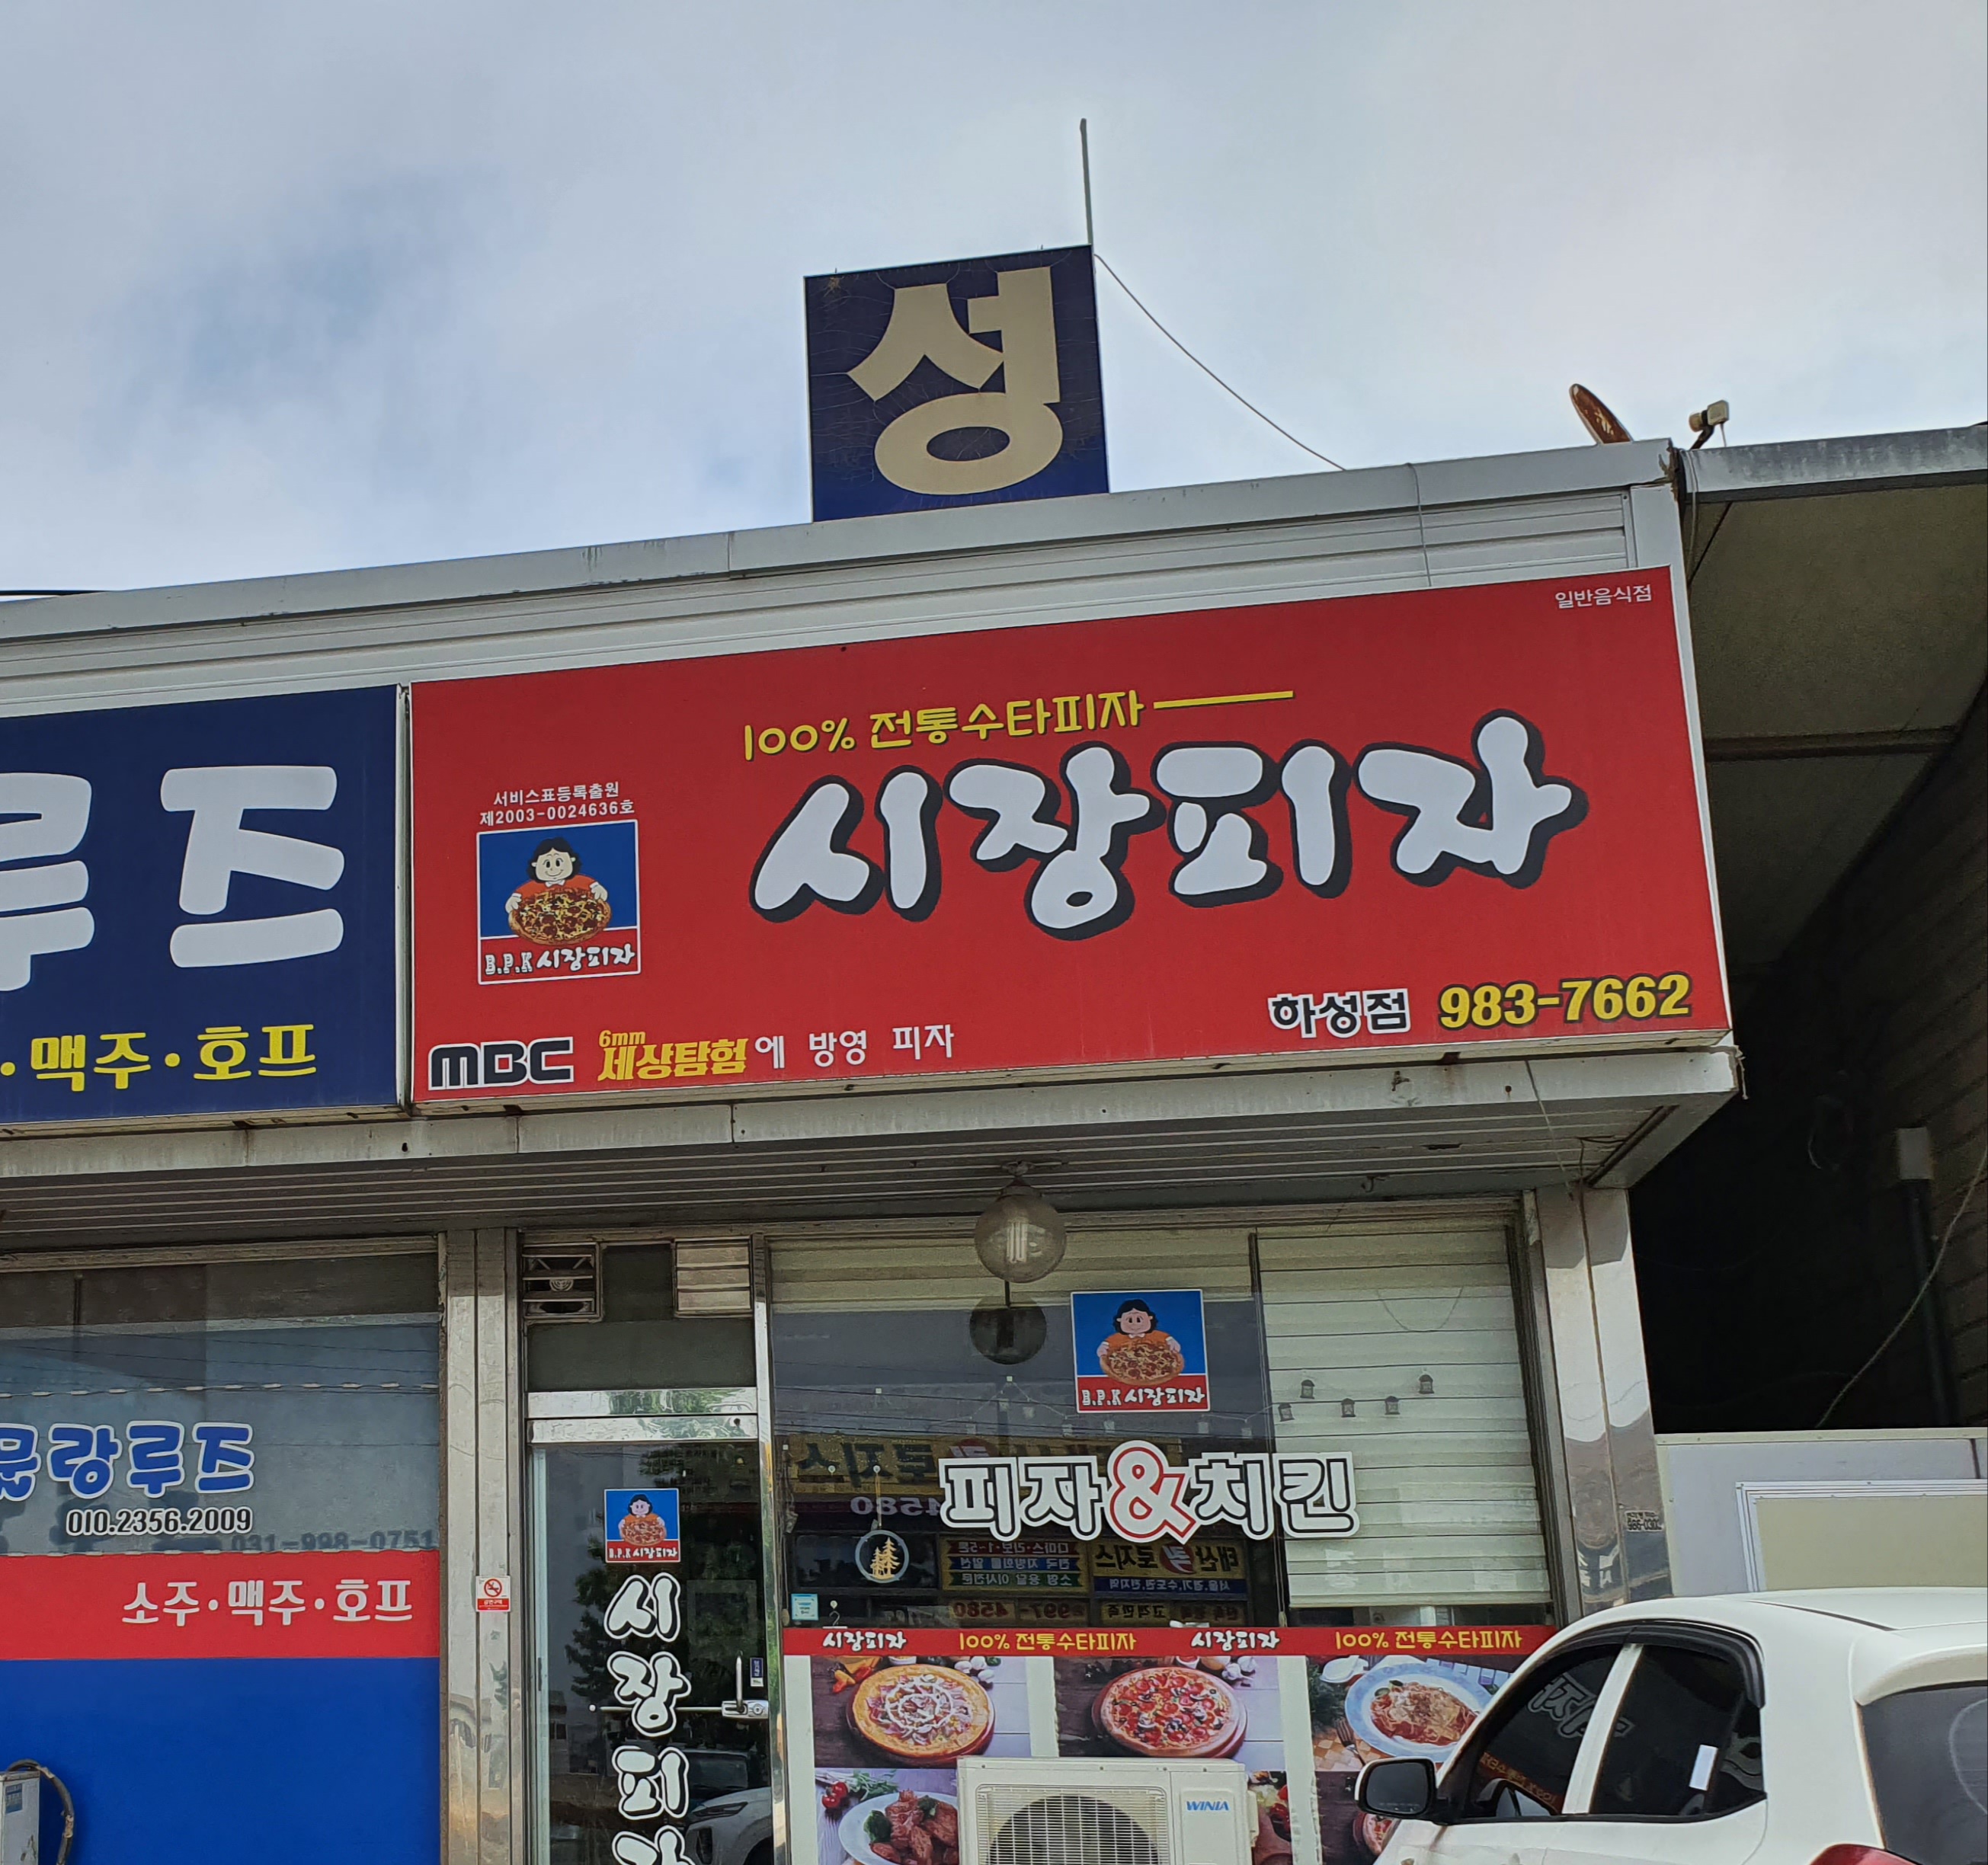 성
일반음식점
100% 전통수타피자
시장피자
서비스표등록출원
제2003-0024636호
B.P.K 시장피자
하성점 983-7662
MBC 6mm 세상탐험에 방영 피자
루즈
·맥주·호프
B.P.K 시장피자
피자&치킨
랑루즈
010.2356.2009
031-998-0751
소주·맥주·호프
B.P.K 시장피자
시장피자
시장피자 100% 전통수타피자 시장피자 100% 전통수타피자
WINIA